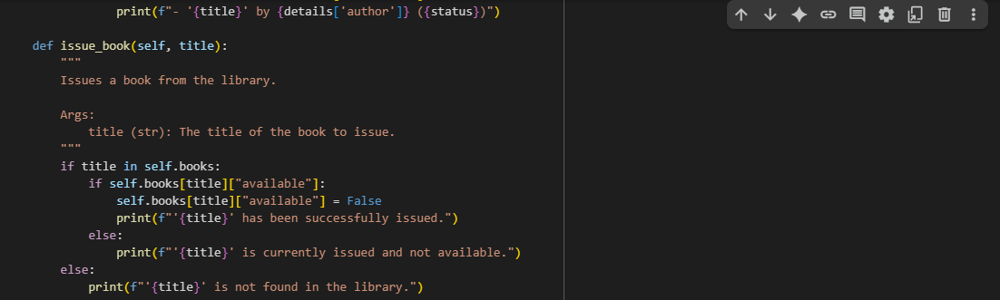 print(f"- '{title}' by {details['author']} ({status})")

def issue_book(self, title):
    """
    Issues a book from the library.

    Args:
        title (str): The title of the book to issue.
    """
    if title in self.books:
        if self.books[title]["available"]:
            self.books[title]["available"] = False
            print(f"'{title}' has been successfully issued.")
        else:
            print(f"'{title}' is currently issued and not available.")
    else:
        print(f"'{title}' is not found in the library.")